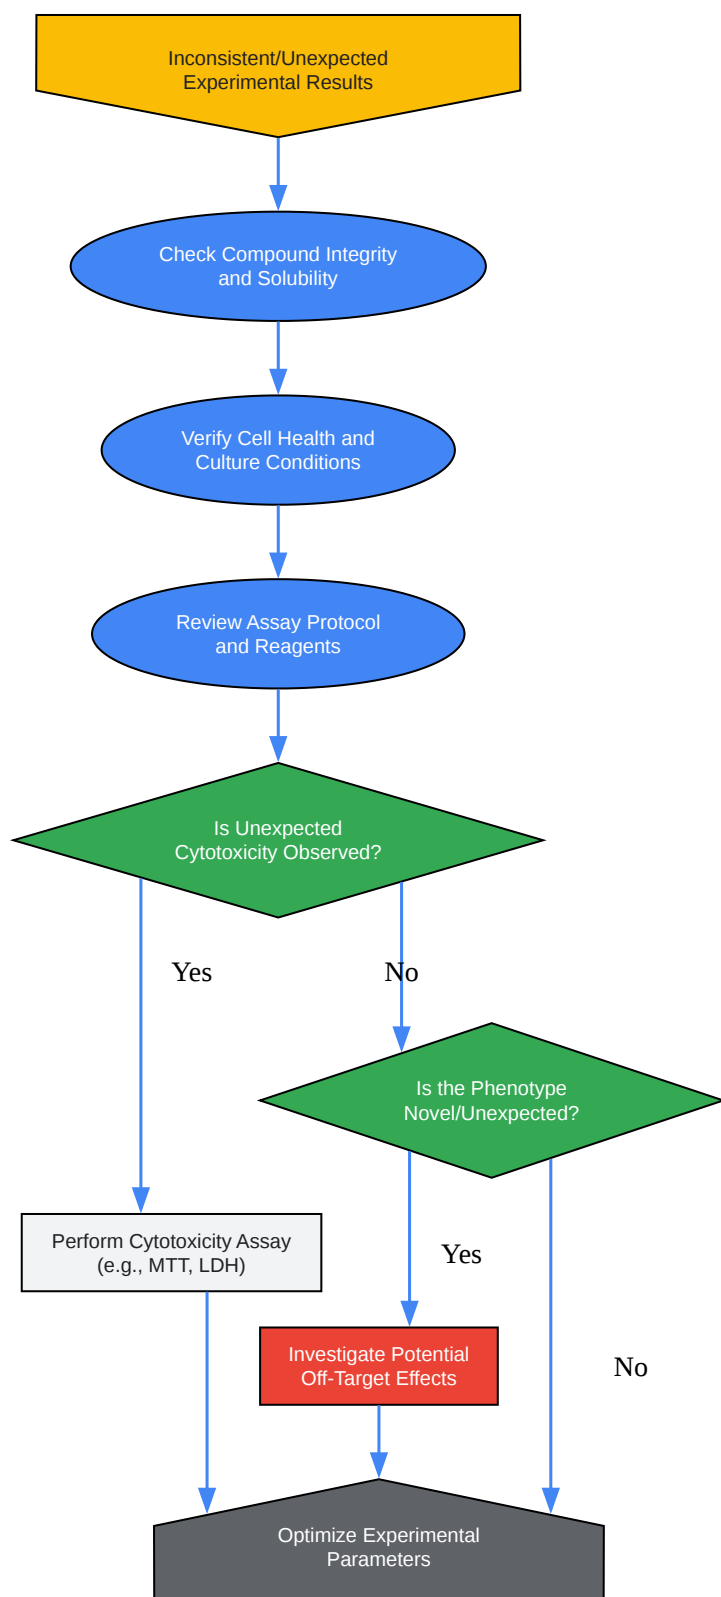 Inconsistent/Unexpected
Experimental Results
Check Compound Integrity
and Solubility
Verify Cell Health and
Culture Conditions
Review Assay Protocol
and Reagents
Is Unexpected
Cytotoxicity Observed?
Yes
No
Is the Phenotype
Novel/Unexpected?
Perform Cytotoxicity Assay
(e.g., MTT, LDH)
Yes
Investigate Potential
Off-Target Effects
No
Optimize Experimental
Parameters